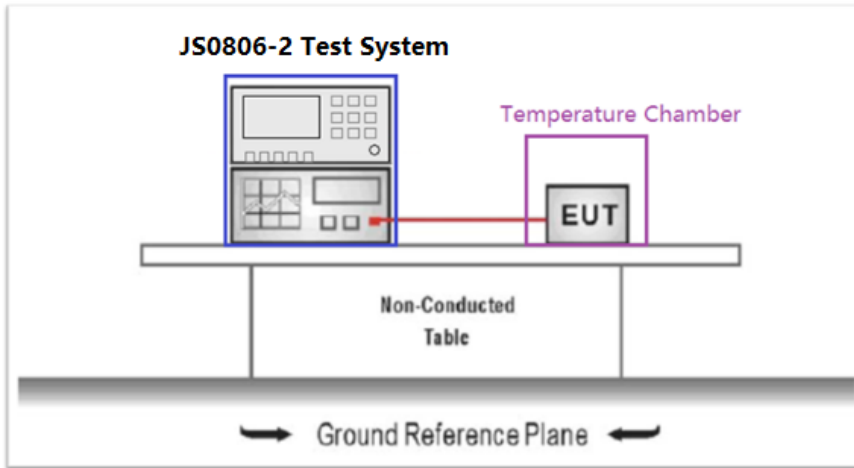 JS0806-2 Test System
Temperature Chamber
EUT
Non-Conducted
Table
Ground Reference Plane